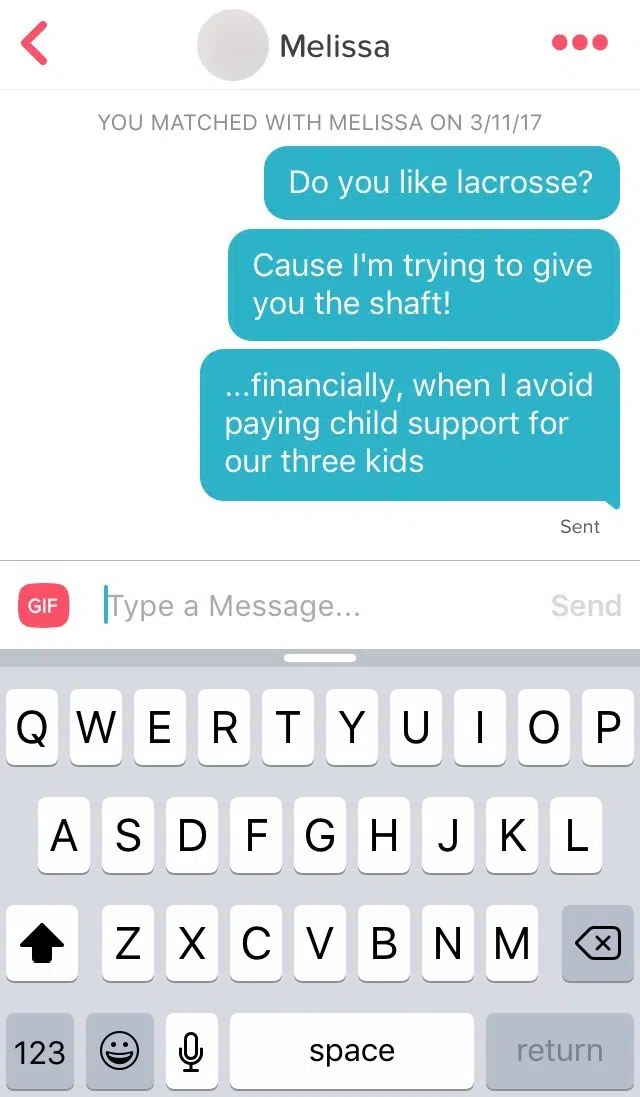 Melissa
YOU MATCHED WITH MELISSA ON 3/11/17
Do you like lacrosse?
Cause I'm trying to give
you the shaft!
...financially, when I avoid
paying child support for
our three kids
Sent
GIF Type a Message... Send
Q W E R T Y U I O P
A S D F G H J K L
Z X C V B N M
123 space return